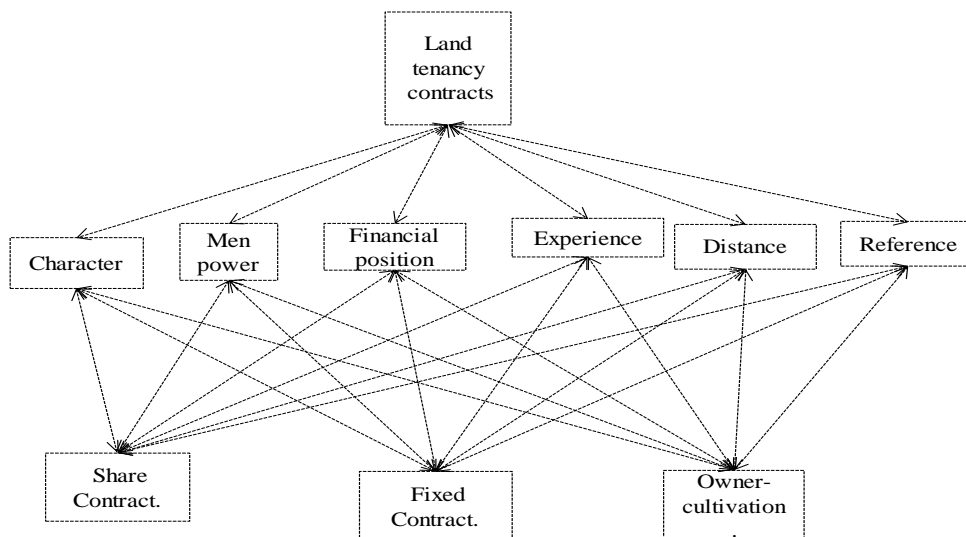 Land
tenancy
contracts
Character
Men
power
Financial
position
Experience
Distance
Reference
Share
Contract.
Fixed
Contract.
Owner-
cultivation
.